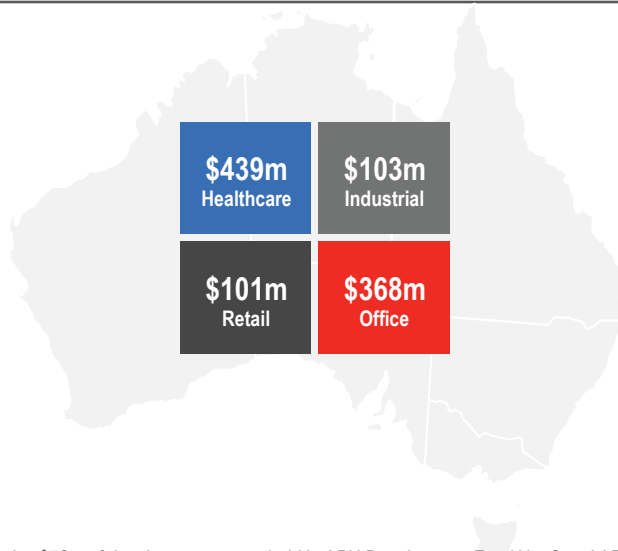 $439m
Healthcare
$103m
Industrial
$101m
Retail
$368m
Office